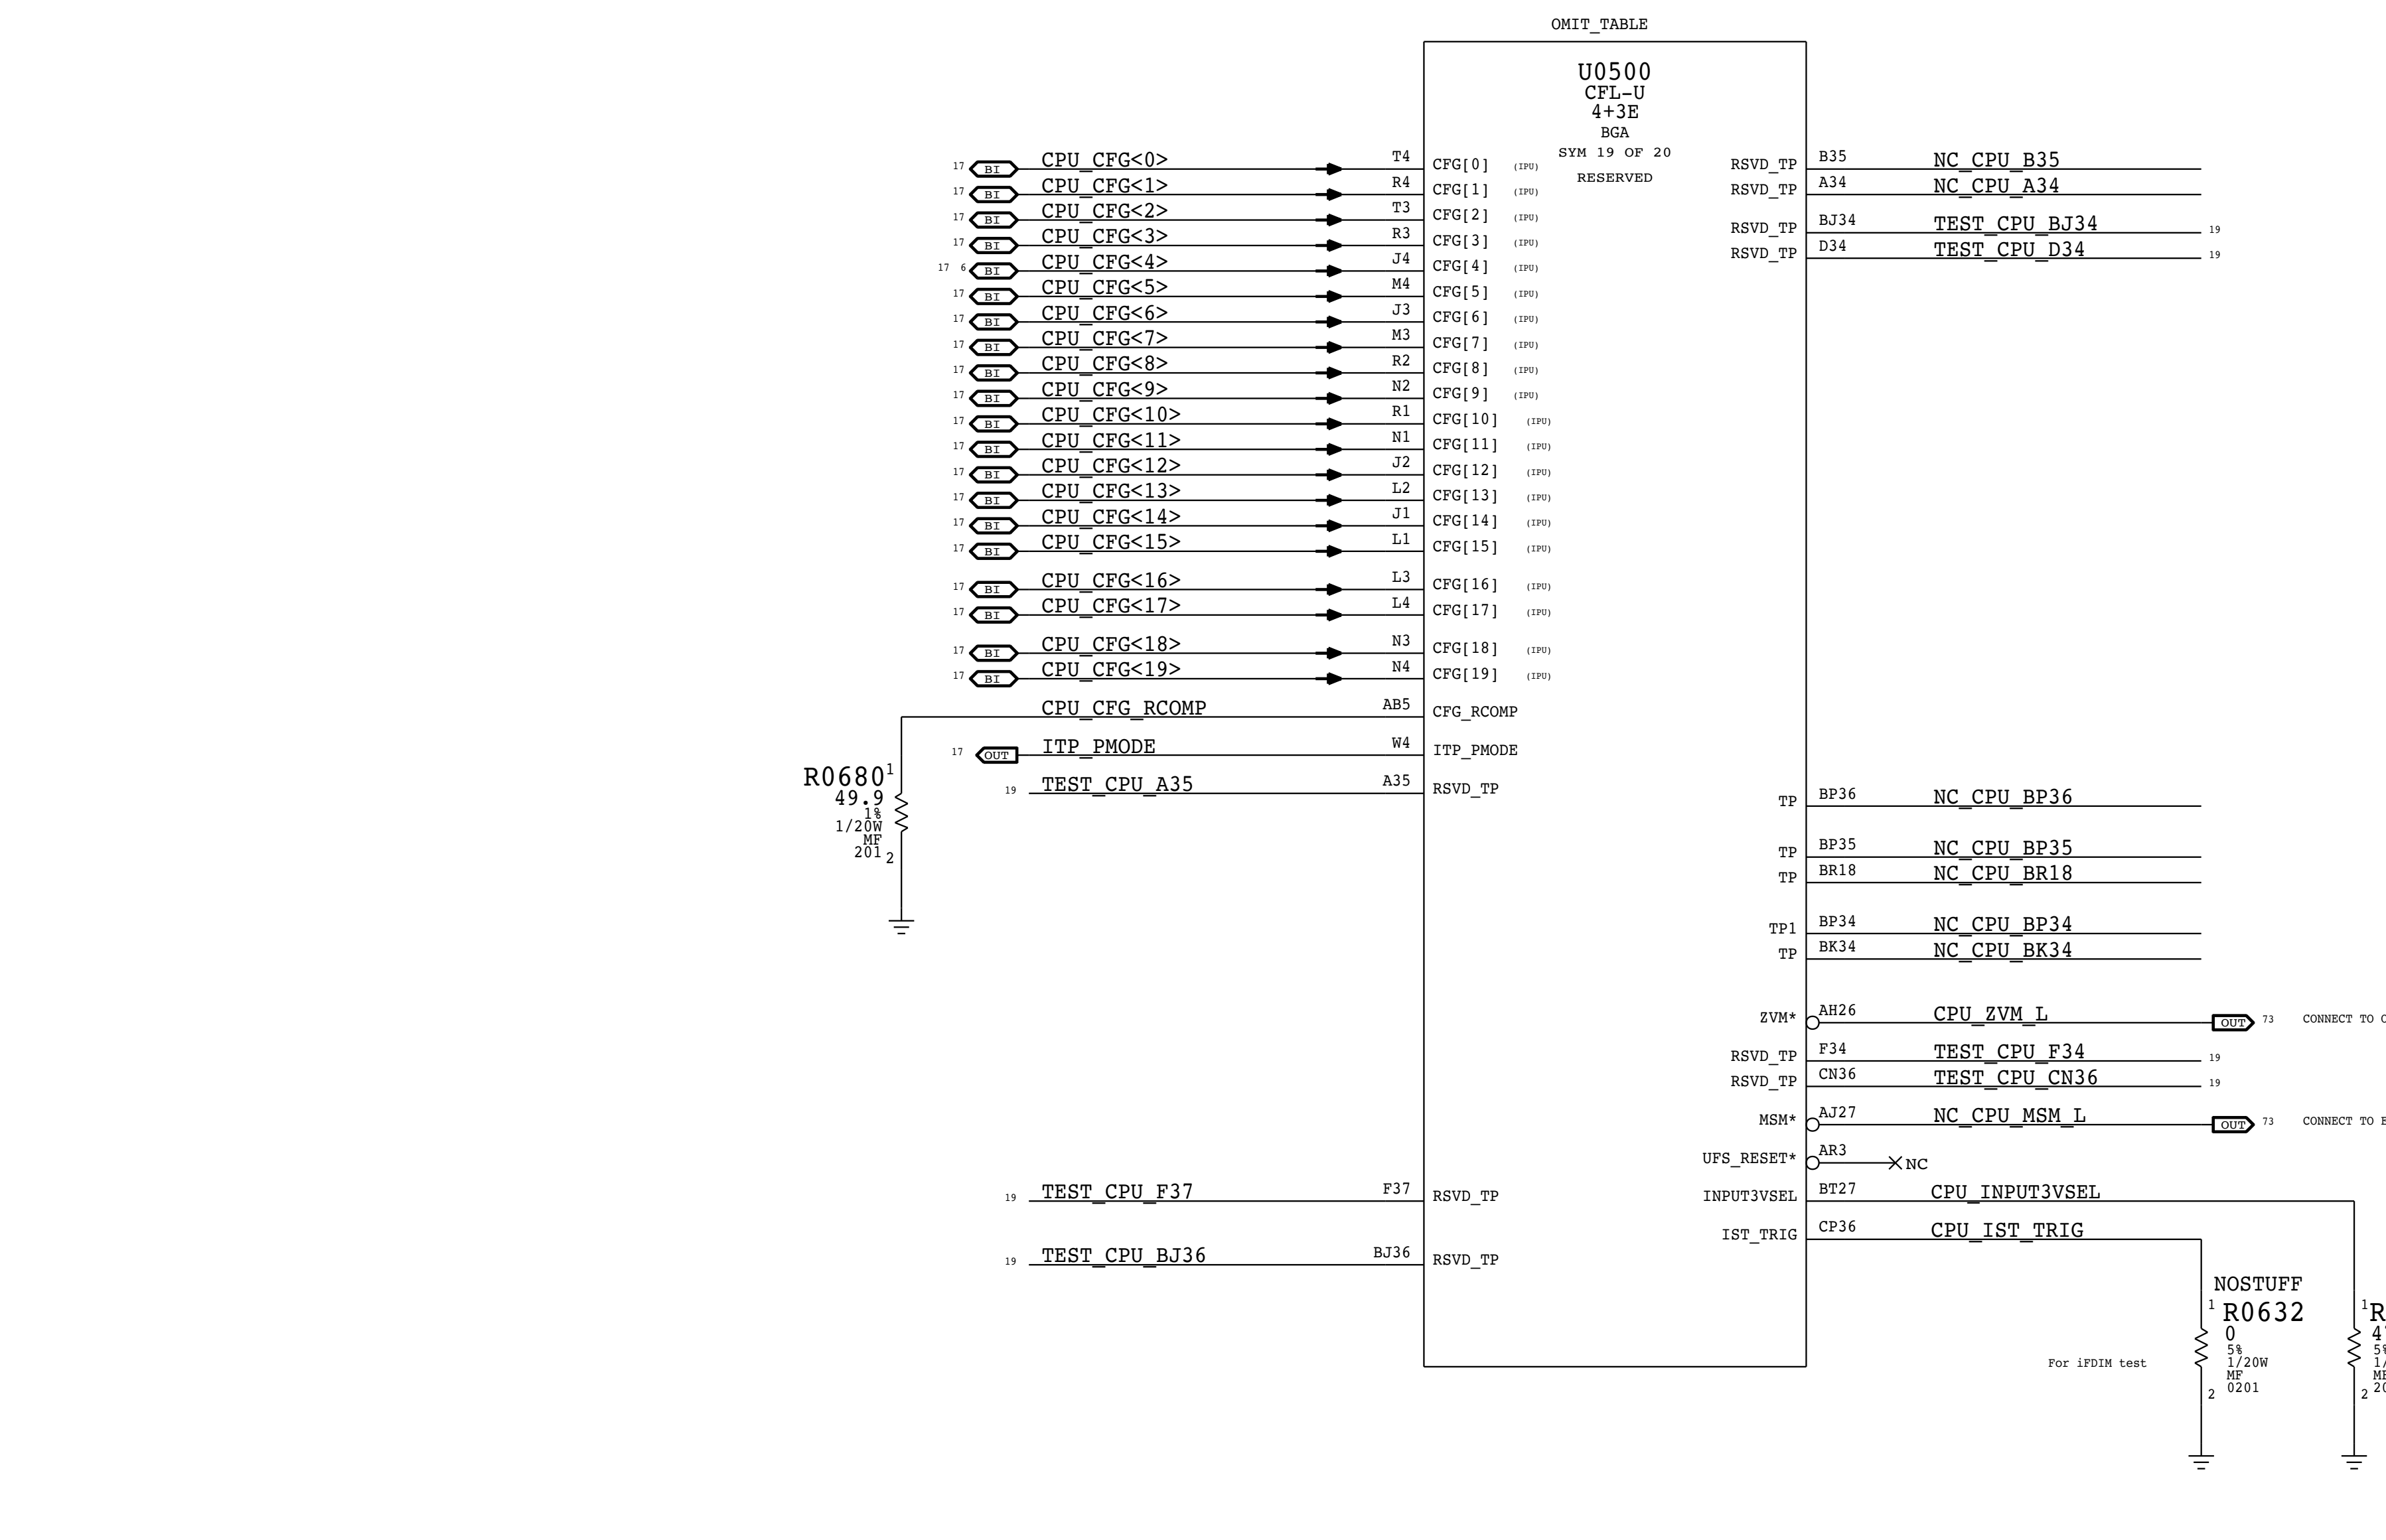 OMIT_TABLE
U0500
CFL-U
4+3E
BGA
SYM 19 OF 20
RESERVED
17 BI CPU_CFG<0> T4 CFG[0] (IPU) RSVD_TP B35 NC_CPU_B35
17 BI CPU_CFG<1> R4 CFG[1] (IPU) RSVD_TP A34 NC_CPU_A34
17 BI CPU_CFG<2> T3 CFG[2] (IPU) RSVD_TP BJ34 TEST_CPU_BJ34 19
17 BI CPU_CFG<3> R3 CFG[3] (IPU) RSVD_TP D34 TEST_CPU_D34 19
17 6 BI CPU_CFG<4> J4 CFG[4] (IPU)
17 BI CPU_CFG<5> M4 CFG[5] (IPU)
17 BI CPU_CFG<6> J3 CFG[6] (IPU)
17 BI CPU_CFG<7> M3 CFG[7] (IPU)
17 BI CPU_CFG<8> R2 CFG[8] (IPU)
17 BI CPU_CFG<9> N2 CFG[9] (IPU)
17 BI CPU_CFG<10> R1 CFG[10] (IPU)
17 BI CPU_CFG<11> N1 CFG[11] (IPU)
17 BI CPU_CFG<12> J2 CFG[12] (IPU)
17 BI CPU_CFG<13> L2 CFG[13] (IPU)
17 BI CPU_CFG<14> J1 CFG[14] (IPU)
17 BI CPU_CFG<15> L1 CFG[15] (IPU)
17 BI CPU_CFG<16> L3 CFG[16] (IPU)
17 BI CPU_CFG<17> L4 CFG[17] (IPU)
17 BI CPU_CFG<18> N3 CFG[18] (IPU)
17 BI CPU_CFG<19> N4 CFG[19] (IPU)
CPU_CFG_RCOMP AB5 CFG_RCOMP
17 OUT ITP_PMODE W4 ITP_PMODE
19 TEST_CPU_A35 A35 RSVD_TP
R0680 1
49.9
1%
1/20W
MF
201 2
TP BP36 NC_CPU_BP36
TP BP35 NC_CPU_BP35
TP BR18 NC_CPU_BR18
TP1 BP34 NC_CPU_BP34
TP BK34 NC_CPU_BK34
ZVM* AH26 CPU_ZVM_L OUT 73 CONNECT TO
RSVD_TP F34 TEST_CPU_F34 19
RSVD_TP CN36 TEST_CPU_CN36 19
MSM* AJ27 NC_CPU_MSM_L OUT 73 CONNECT TO
UFS_RESET* AR3 NC
19 TEST_CPU_F37 F37 RSVD_TP INPUT3VSEL BT27 CPU_INPUT3VSEL
IST_TRIG CP36 CPU_IST_TRIG
19 TEST_CPU_BJ36 BJ36 RSVD_TP
NOSTUFF
1 R0632 1
0
5%
For iFDIM test 1/20W
MF
0201
2 2